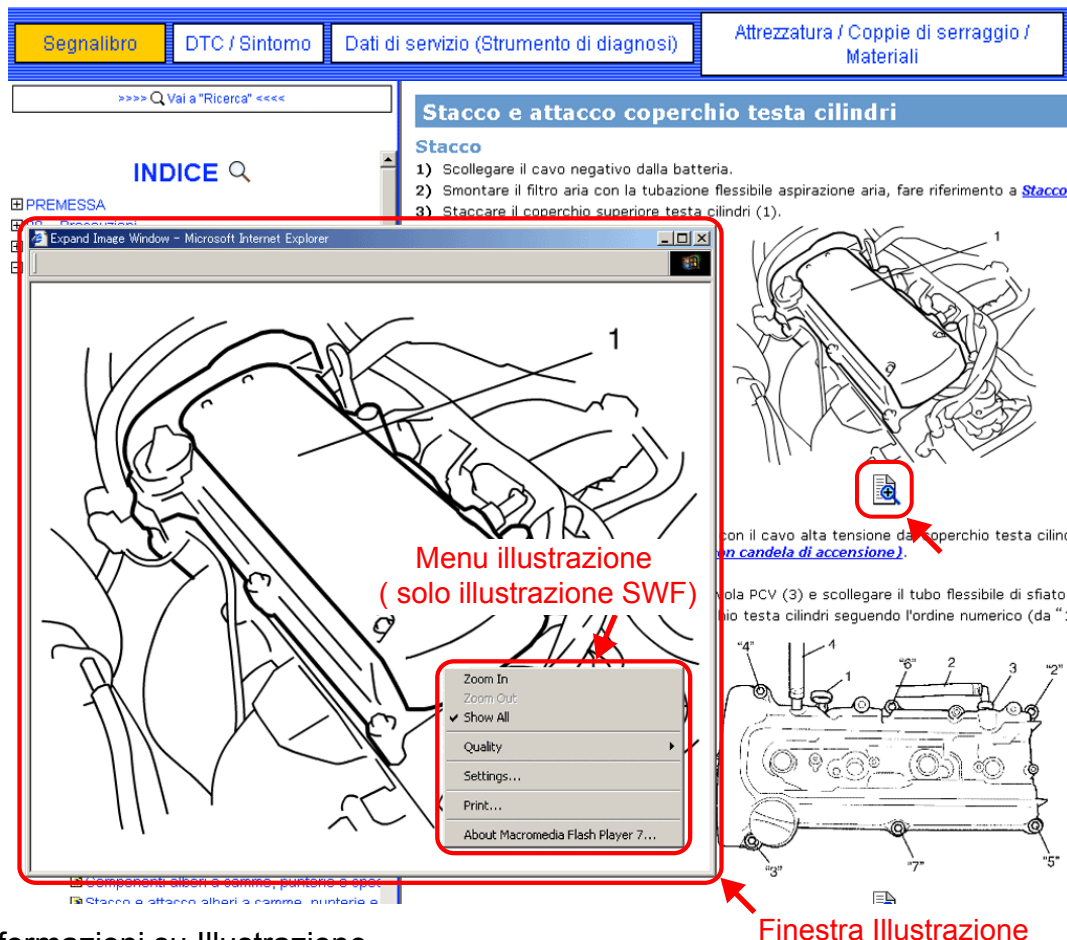 Segnalibro
DTC / Sintomo
Dati di servizio (Strumento di diagnosi)
Attrezzatura / Coppie di serraggio /
Materiali
>>>> Vai a "Ricerca" <<<<
INDICE
PREMESSA
Stacco e attacco coperchio testa cilindri
Stacco
1) Scollegare il cavo negativo dalla batteria.
2) Smontare il filtro aria con la tubazione flessibile aspirazione aria, fare riferimento a Stacco
3) Staccare il coperchio superiore testa cilindri (1).
1
Expand Image Window - Microsoft Internet Explorer
1
con il cavo alta tensione dal coperchio testa
on candela di accensione).
PCV (3) e scollegare il tubo flessibile di sfiato
testa cilindri seguendo l'ordine numerico (da
Menu illustrazione
( solo illustrazione SWF)
Zoom In
Zoom Out
Show All
Quality
Settings...
Print...
About Macromedia Flash Player 7...
"4"
4
1
"6"
2
3
"2"
"3"
"7"
"5"
Componenti alberi a camme, punterie e
Stacco e attacco alberi a camme, punterie e
Finestra Illustrazione
su Illustrazione